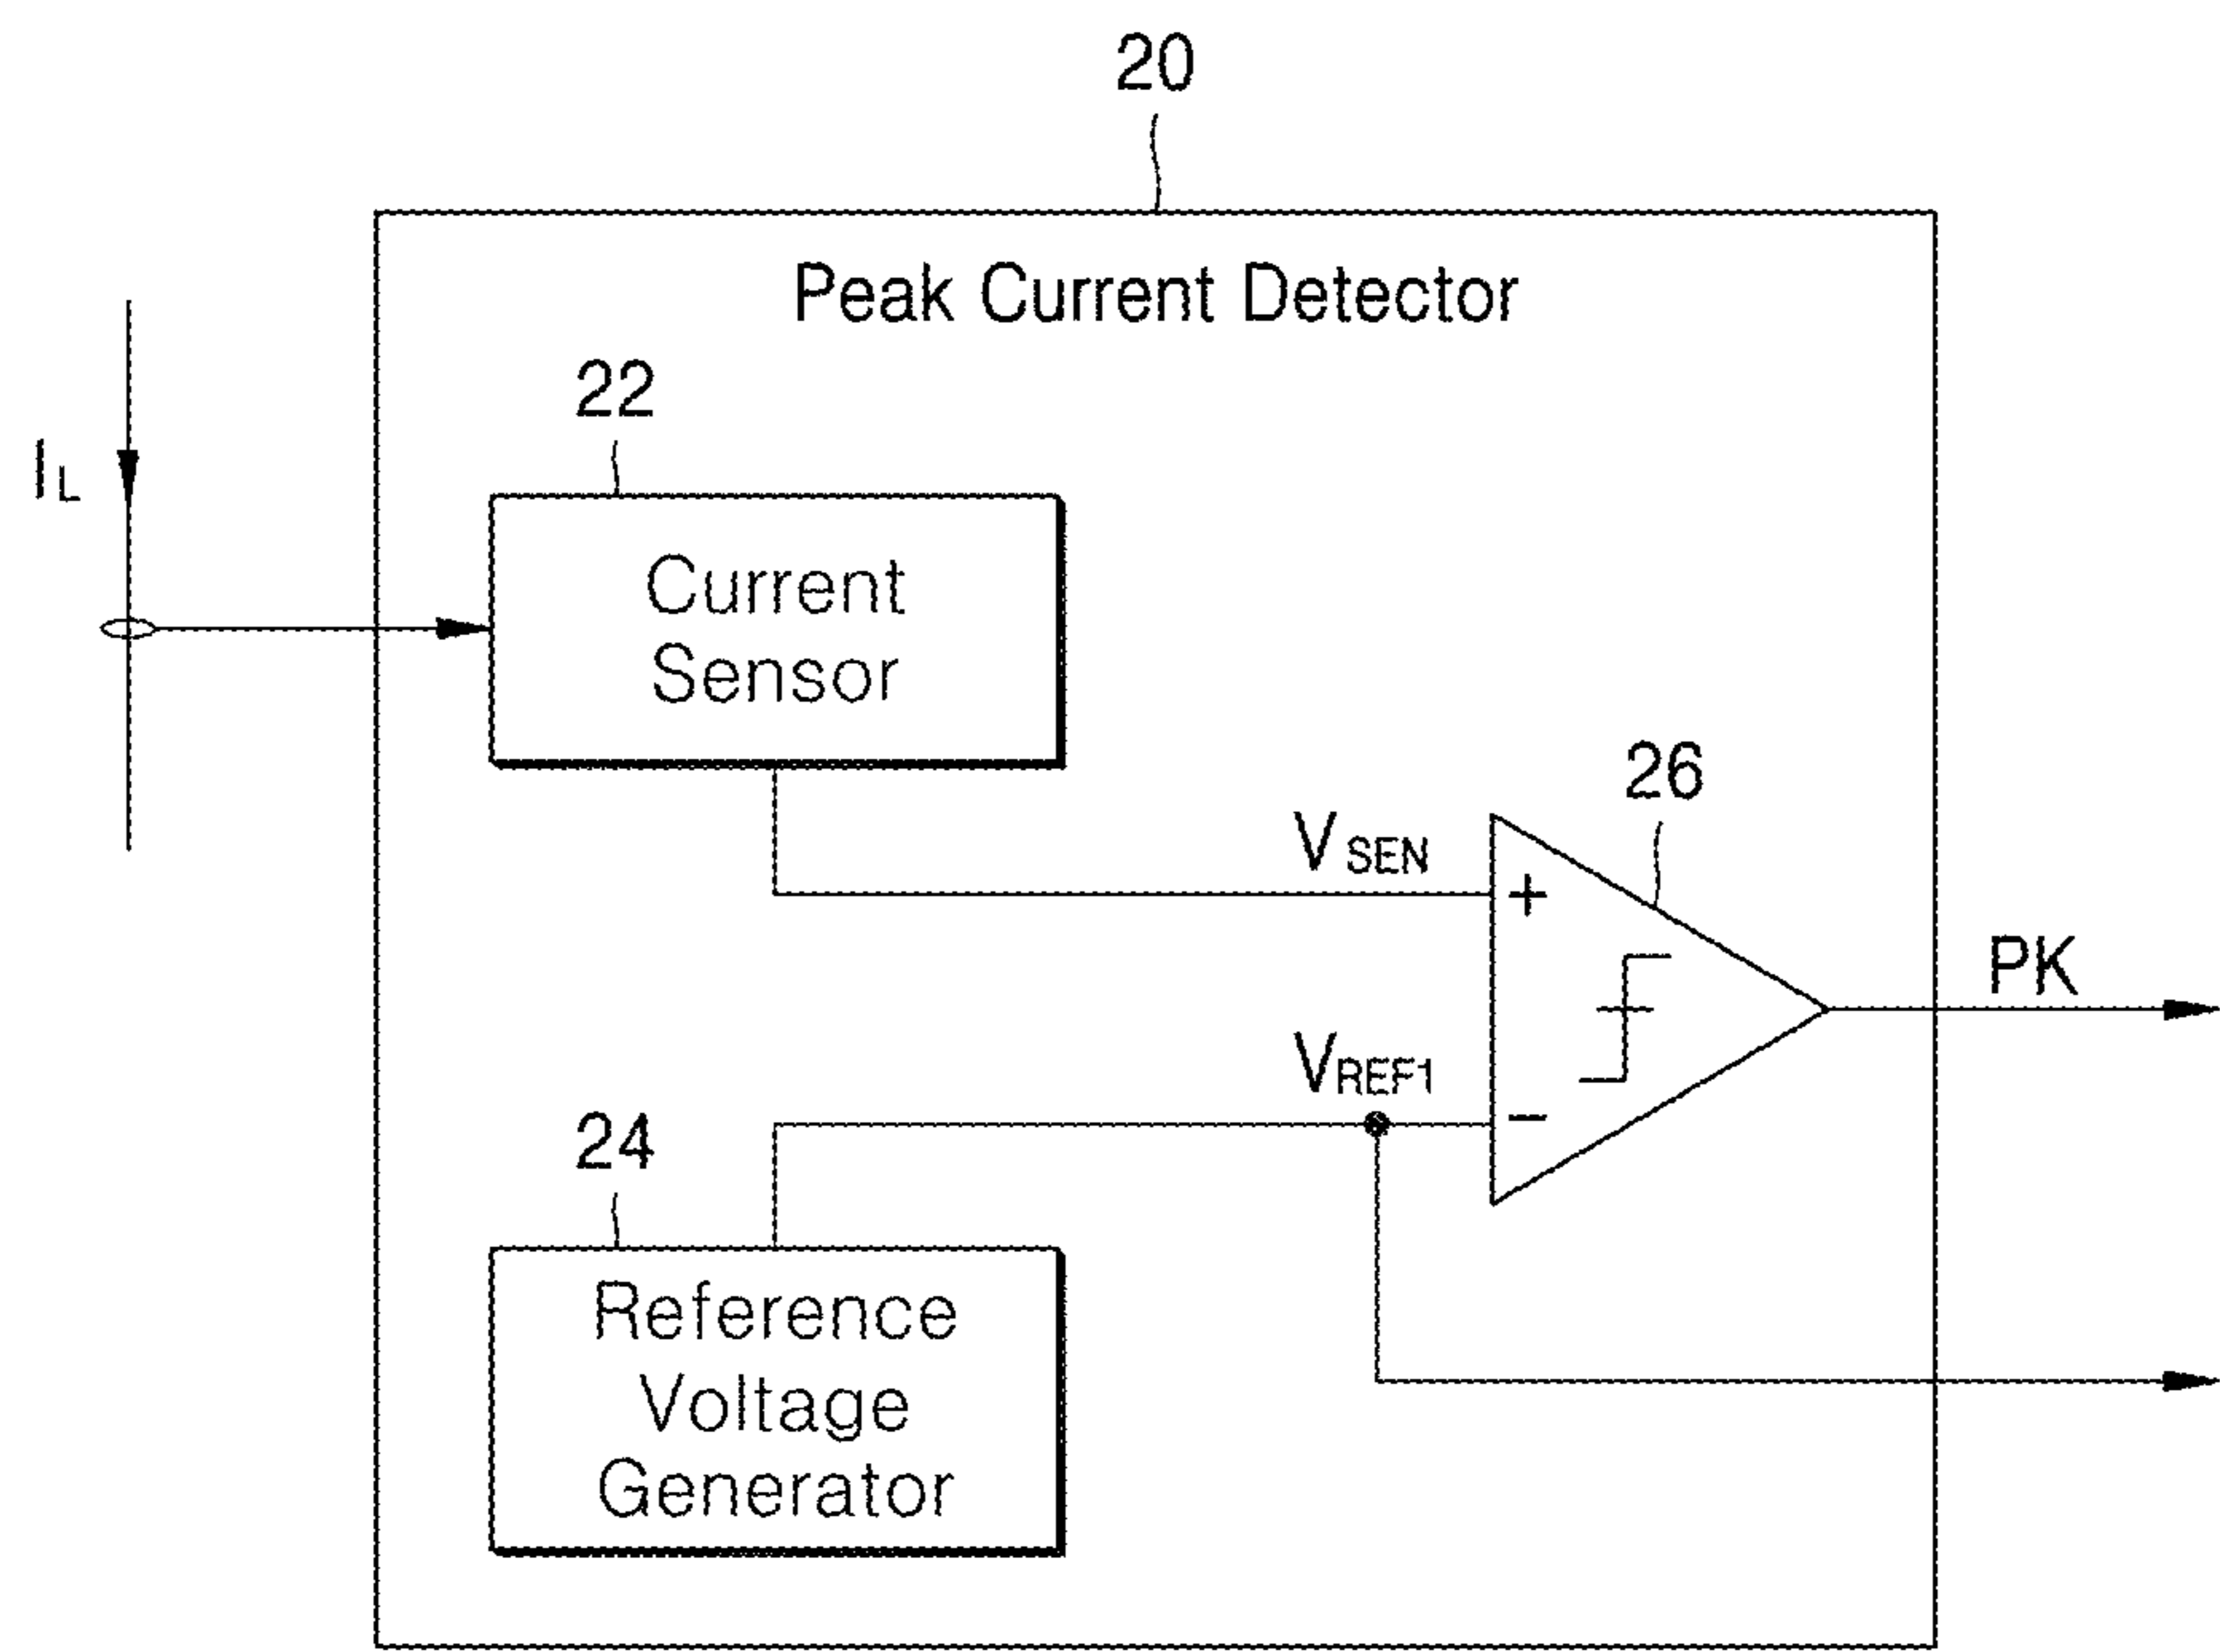 20
Peak Current Detector
22
IL
Current
Sensor
26
VSEN
+
PK
VREF1
−
24
Reference
Voltage
Generator